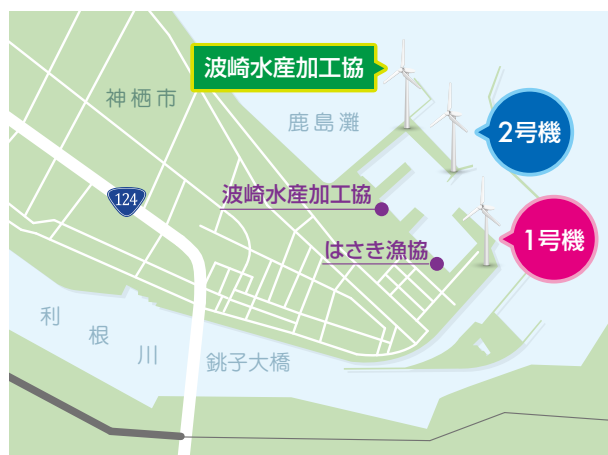 波崎水産加工協
神栖市
鹿島灘
2号機
124
波崎水産加工協
1号機
はさき漁協
利根川
銚子大橋